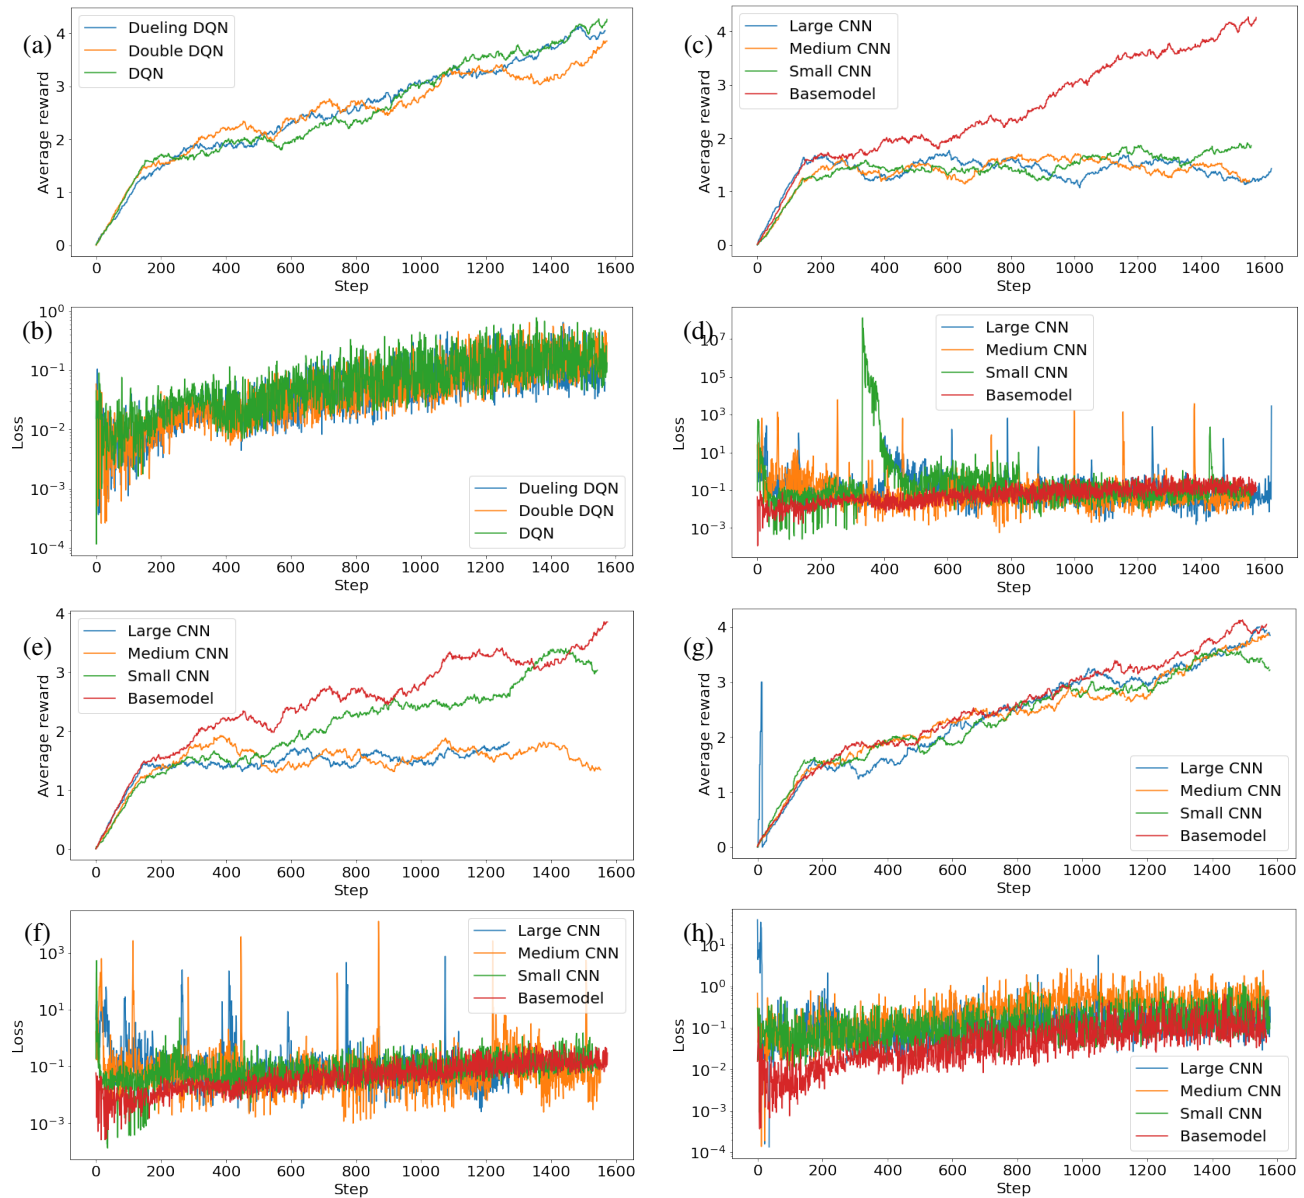 (a)
Average reward
4
3
2
1
0
Dueling DQN
Double DQN
DQN
0 200 400 600 800 1000 1200 1400 1600
Step
(c)
Average reward
4
3
2
1
0
Large CNN
Medium CNN
Small CNN
Basemodel
0 200 400 600 800 1000 1200 1400 1600
Step
(b)
Loss
10^0
10^-1
10^-2
10^-3
10^-4
Dueling DQN
Double DQN
DQN
0 200 400 600 800 1000 1200 1400 1600
Step
(d)
Loss
10^7
10^5
10^3
10^1
10^-1
10^-3
Large CNN
Medium CNN
Small CNN
Basemodel
0 200 400 600 800 1000 1200 1400 1600
Step
(e)
Average reward
4
3
2
1
0
Large CNN
Medium CNN
Small CNN
Basemodel
0 200 400 600 800 1000 1200 1400 1600
Step
(g)
Average reward
4
3
2
1
0
Large CNN
Medium CNN
Small CNN
Basemodel
0 200 400 600 800 1000 1200 1400 1600
Step
(f)
Loss
10^3
10^1
10^-1
10^-3
Large CNN
Medium CNN
Small CNN
Basemodel
0 200 400 600 800 1000 1200 1400 1600
Step
(h)
Loss
10^1
10^0
10^-1
10^-2
10^-3
10^-4
Large CNN
Medium CNN
Small CNN
Basemodel
0 200 400 600 800 1000 1200 1400 1600
Step